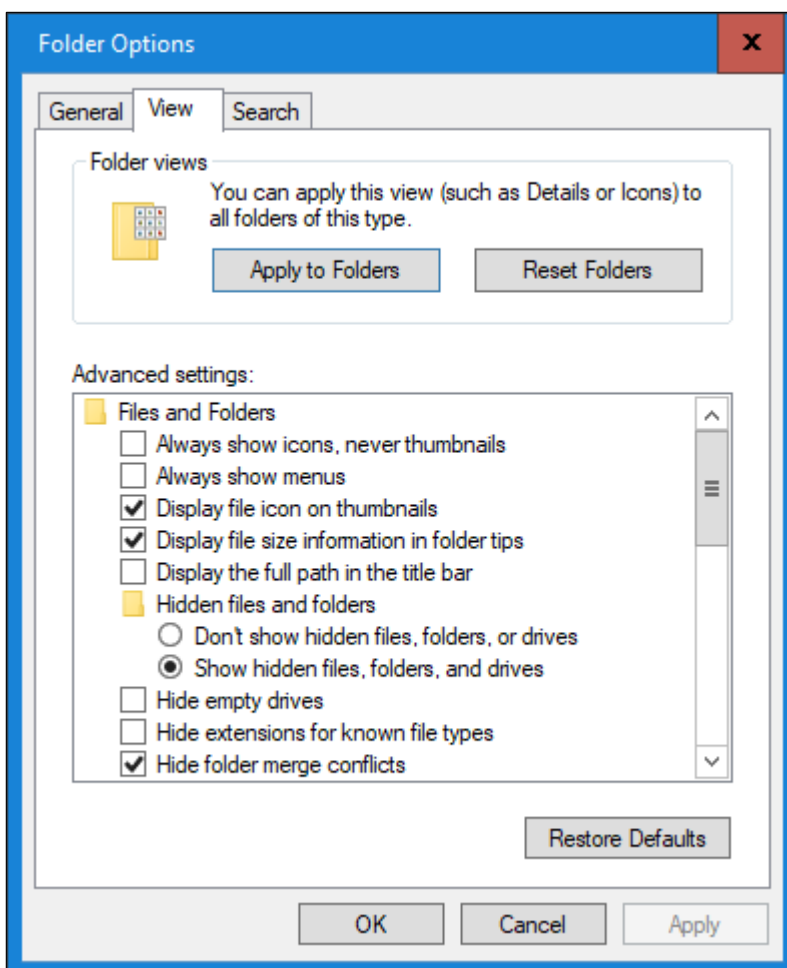 Folder Options
x
General View Search
Folder views
You can apply this view (such as Details or Icons) to
all folders of this type.
Apply to Folders Reset Folders
Advanced settings:
Files and Folders
Always show icons, never thumbnails
Always show menus
Display file icon on thumbnails
Display file size information in folder tips
Display the full path in the title bar
Hidden files and folders
Don't show hidden files, folders, or drives
Show hidden files, folders, and drives
Hide empty drives
Hide extensions for known file types
Hide folder merge conflicts
Restore Defaults
OK Cancel Apply